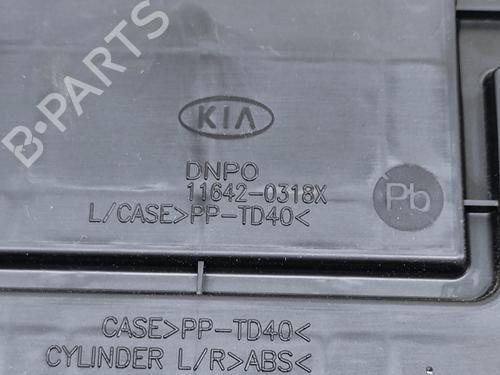 B-PARTS
KIA
DNPO
11642-0318X
L/CASE>PP-TD40<
Pb
CASE>PP-TD40<
CYLINDER L/R>ABS<